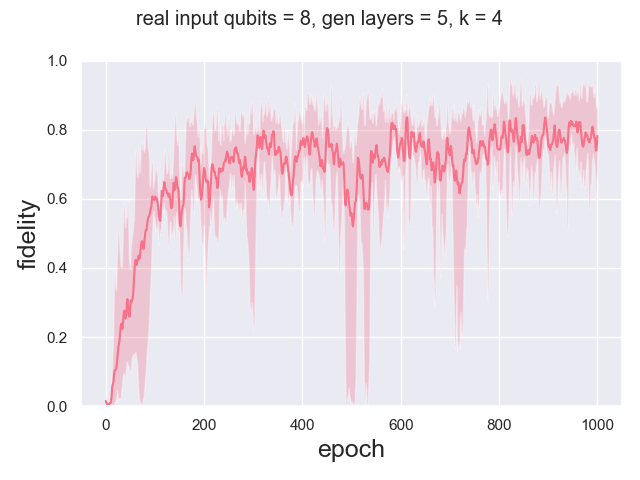 real input qubits = 8, gen layers = 5, k = 4
1.0
0.8
0.6
0.4
0.2
0.0
fidelity
0 200 400 600 800 1000
epoch